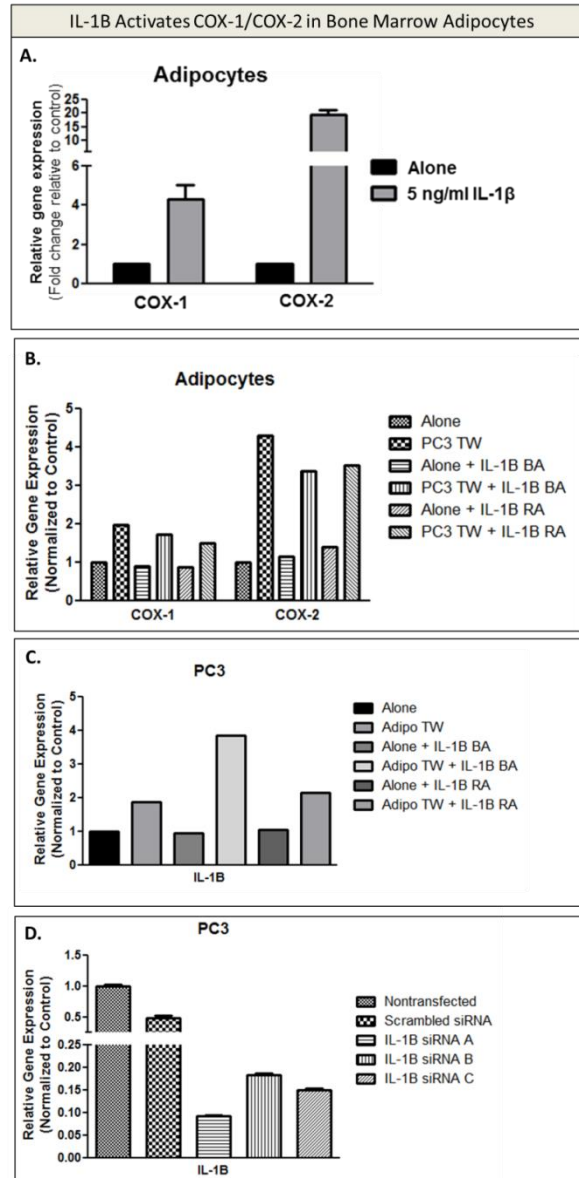 IL-1B Activates COX-1/COX-2 in Bone Marrow Adipocytes
A.
Adipocytes
Relative gene expression
(Fold change relative to control)
25
20
15
10
6
4
2
0
COX-1
COX-2
Alone
5 ng/ml IL-1β
B.
Adipocytes
Relative Gene Expression
(Normalized to Control)
5
4
3
2
1
0
COX-1
COX-2
Alone
PC3 TW
Alone + IL-1B BA
PC3 TW + IL-1B BA
Alone + IL-1B RA
PC3 TW + IL-1B RA
C.
PC3
Relative Gene Expression
(Normalized to Control)
5
4
3
2
1
0
IL-1B
Alone
Adipo TW
Alone + IL-1B BA
Adipo TW + IL-1B BA
Alone + IL-1B RA
Adipo TW + IL-1B RA
D.
PC3
Relative Gene Expression
(Normalized to Control)
1.5
1.0
0.5
0.25
0.20
0.15
0.10
0.05
0.00
IL-1B
Nontransfected
Scrambled siRNA
IL-1B siRNA A
IL-1B siRNA B
IL-1B siRNA C